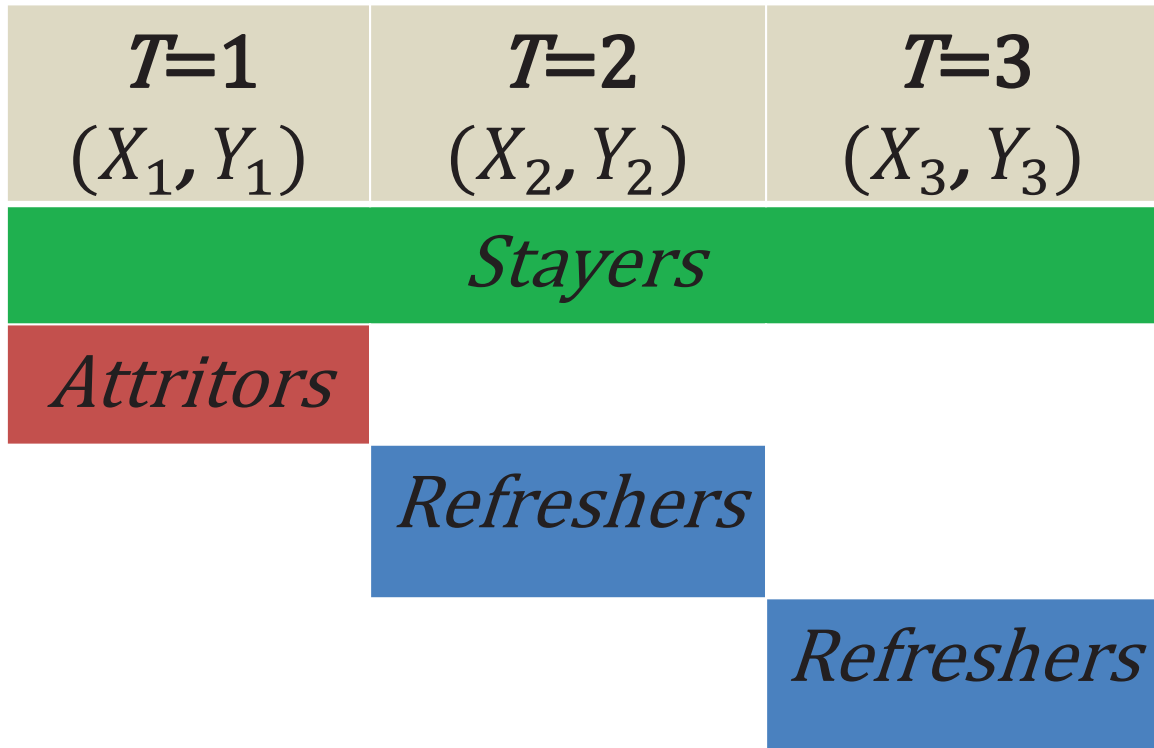 T=1 T=2 T=3
(X₁, Y₁) (X₂, Y₂) (X₃, Y₃)
Stayers
Attritors
Refreshers
Refreshers